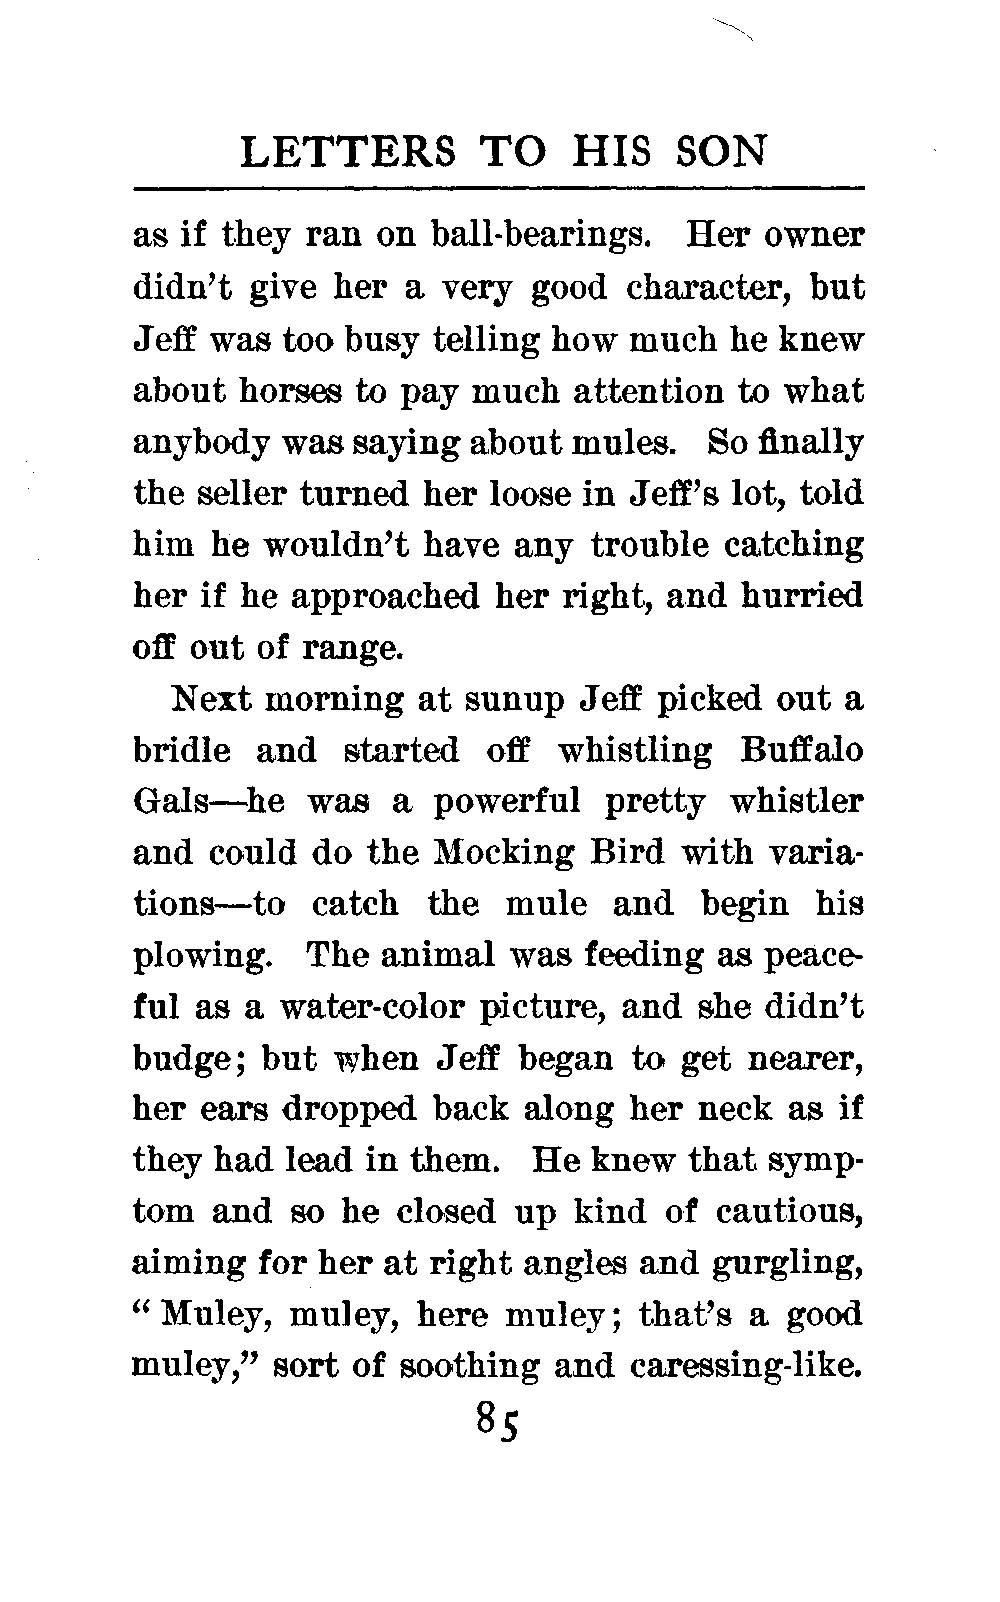 LETTERS TO HIS SON
as if they ran on ball-bearings. Her owner
didn't give her a very good character, but
Jeff was too busy telling how much he knew
about horses to pay much attention to what
anybody was saying about mules. So finally
the seller turned her loose in Jeff's lot, told
him he wouldn't have any trouble catching
her if he approached her right, and hurried
off out of range.
Next morning at sunup Jeff picked out a
bridle and started off whistling Buffalo
Gals—he was a powerful pretty whistler
and could do the Mocking Bird with varia-
tions—to catch the mule and begin his
plowing. The animal was feeding as peace-
ful as a water-color picture, and she didn't
budge; but when Jeff began to get nearer,
her ears dropped back along her neck as if
they had lead in them. He knew that symp-
tom and so he closed up kind of cautious,
aiming for her at right angles and gurgling,
"Muley, muley, here muley; that's a good
muley," sort of soothing and caressing-like.
85